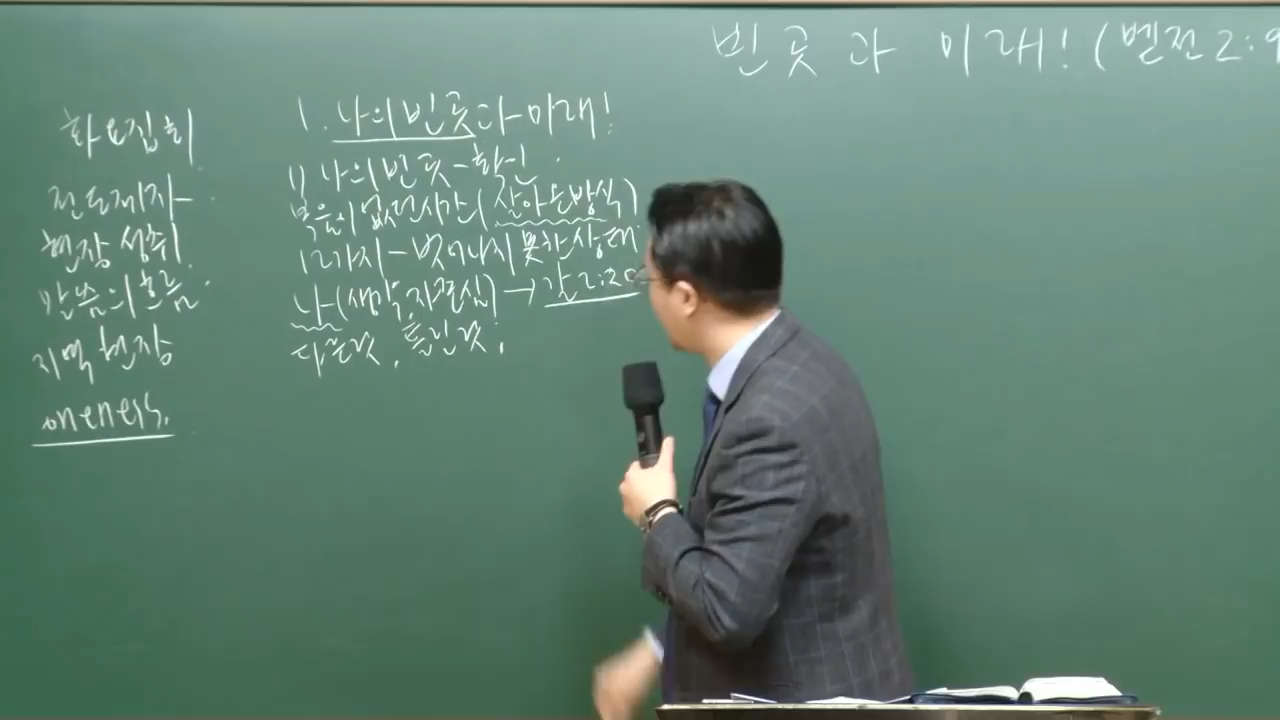 빈 곳 과 미래! (벧전 2:9
화요집회
전도제자
현장 성취
말씀의 흐름
지역 현장
oneness.
1. 나의 빈 곳과 미래!
1) 나의 빈 곳 - 확인
복음이 없던 시간 (살아온 방식)
12가지 - 벗어나지 못한 상태
나 (생각, 자존심) → 갈 2:20
다른 것, 틀린 것,